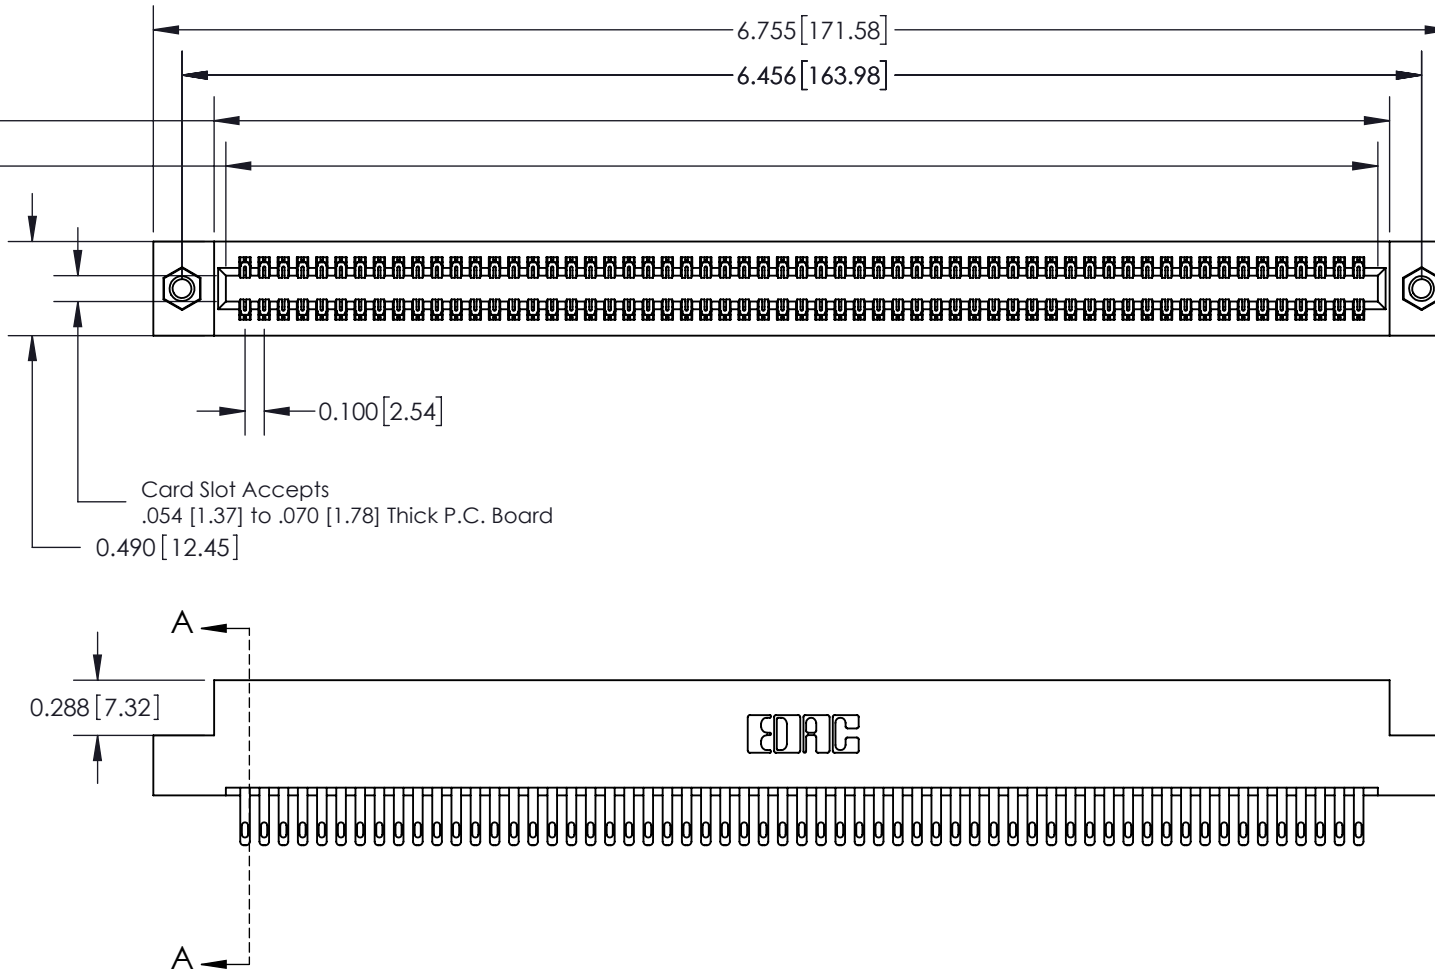 6.755[171.58]
6.456[163.98]
0.100[2.54]
Card Slot Accepts
.054 [1.37] to .070 [1.78] Thick P.C. Board
0.490[12.45]
A
0.288[7.32]
EDAC
A